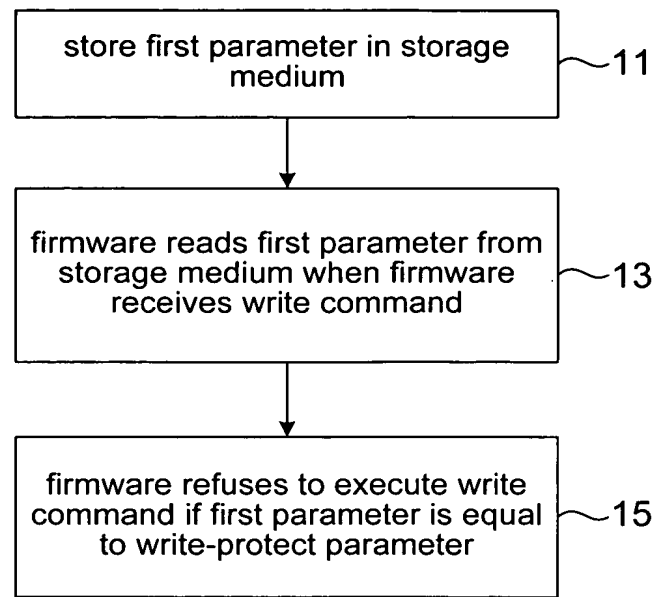 store first parameter in storage
medium
11
firmware reads first parameter from
storage medium when firmware
receives write command
13
firmware refuses to execute write
command if first parameter is equal
to write-protect parameter
15